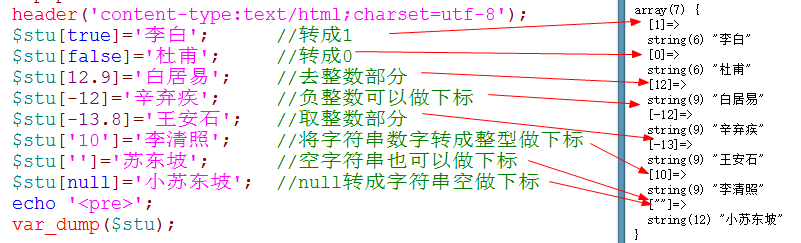 header('content-type:text/html;charset=utf-8');
$stu[true]='李白'; //转成1
$stu[false]='杜甫'; //转成0
$stu[12.9]='白居易'; //去整数部分
$stu[-12]='辛弃疾'; //负整数可以做下标
$stu[-13.8]='王安石'; //取整数部分
$stu['10']='李清照'; //将字符串数字转成整型做下标
$stu['']='苏东坡'; //空字符串也可以做下标
$stu[null]='小苏东坡'; //null转成字符串空做下标
echo '<pre>';
var_dump($stu);
array(7) {
[1]=>
string(6) "李白"
[0]=>
string(6) "杜甫"
[12]=>
string(9) "白居易"
[-12]=>
string(9) "辛弃疾"
[-13]=>
string(9) "王安石"
[10]=>
string(9) "李清照"
[""]=>
string(12) "小苏东坡"
}